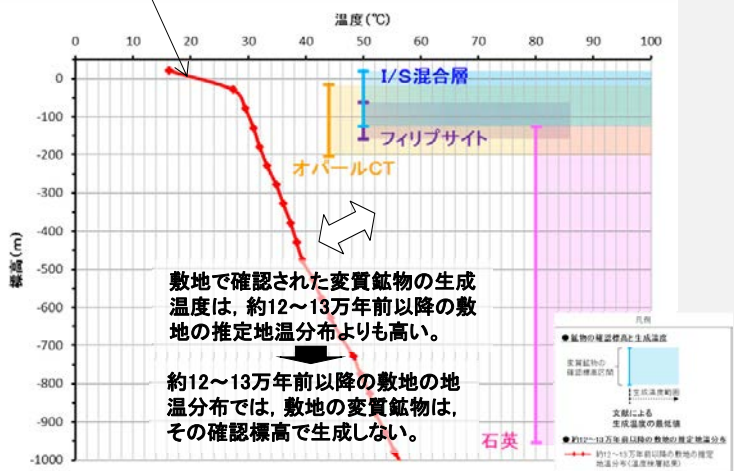 温度(℃)
0 10 20 30 40 50 60 70 80 90 100
標高(m)
0
-100
-200
-300
-400
-500
-600
-700
-800
-900
-1000
I/S混合層
フィリプサイト
オパールCT
石英
敷地で確認された変質鉱物の生成
温度は，約12～13万年前以降の敷
地の推定地温分布よりも高い。
約12～13万年前以降の敷地の地
温分布では，敷地の変質鉱物は，
その確認標高で生成しない。
凡例
●鉱物の確認標高と生成温度
変質鉱物の
確認標高区間
生成温度範囲
文献による
生成温度の最低値
●約12～13万年前以降の敷地の推定地温分布
約12～13万年前以降の敷地の推定
地温分布(温度検層結果)